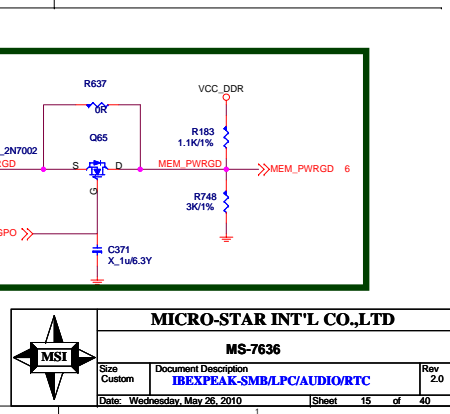 R637
0R
VCC_DDR
Q65
R183
1.1K/1%
_2N7002
RGD
S
D
MEM_PWRGD
MEM_PWRGD 6
G
R748
3K/1%
GPO
C371
X_1u/6.3Y
MSI
MICRO-STAR INT'L CO.,LTD
MS-7636
Size
Custom
Document Description
IBEXPEAK-SMB/LPC/AUDIO/RTC
Rev
2.0
Date: Wednesday, May 26, 2010
Sheet 15 of 40
1